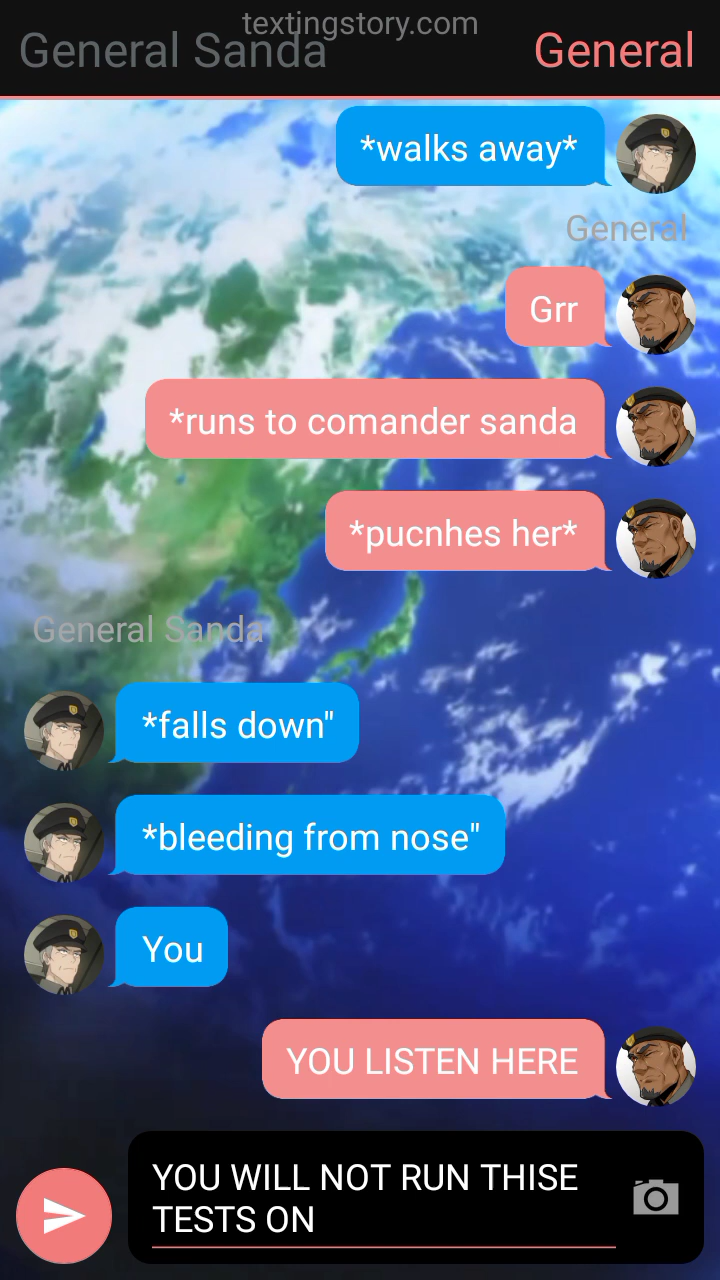 textingstory.com
General Sanda
General
*walks away*
General
Grr
*runs to comander sanda
*pucnhes her*
General Sanda
*falls down"
*bleeding from nose"
You
YOU LISTEN HERE
YOU WILL NOT RUN THISE
TESTS ON